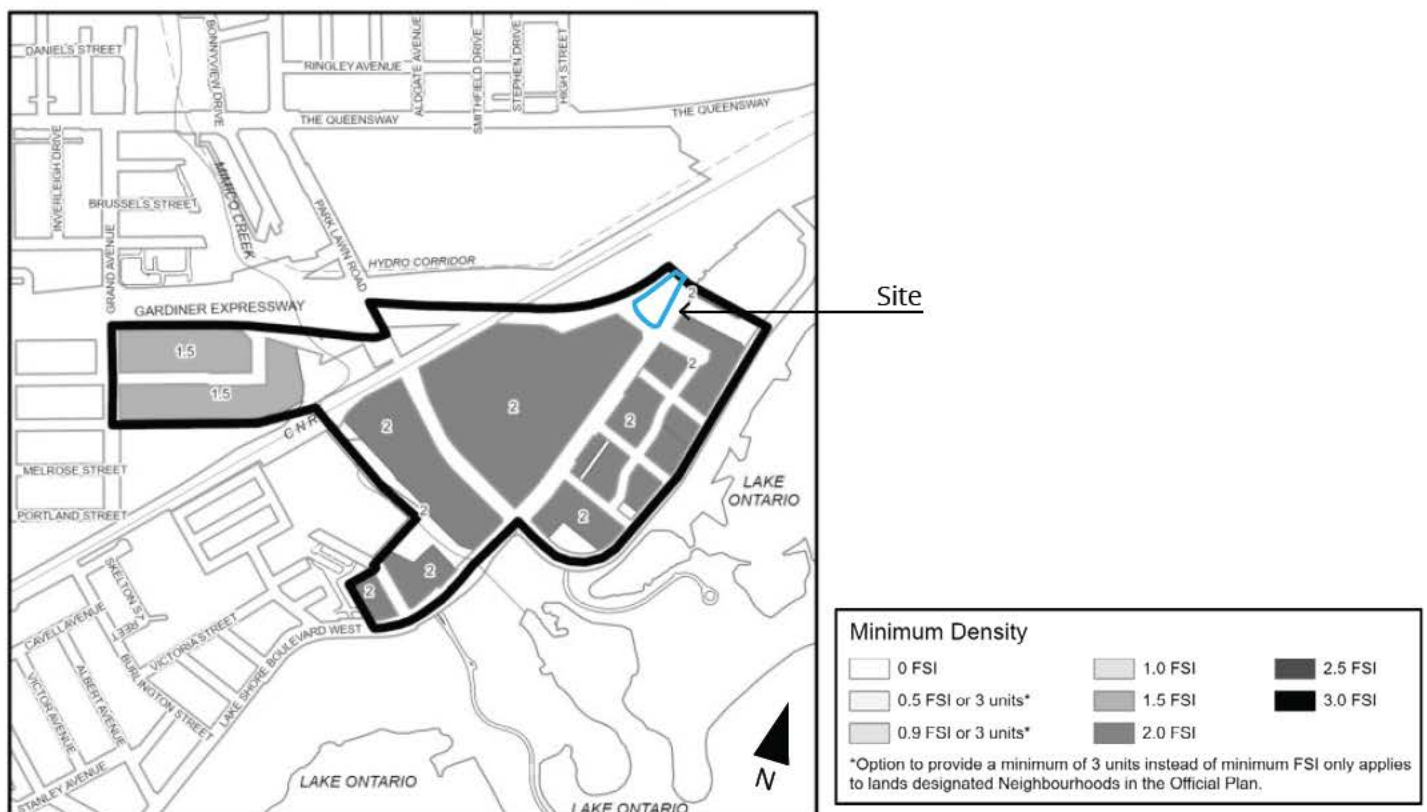 DANIELS STREET
BONNYVIEW DRIVE
RINGLEY AVENUE
ALDGATE AVENUE
SMITHFIELD DRIVE
STEPHEN DRIVE
HIGH STREET
THE QUEENSWAY
THE QUEENSWAY
INVERLEIGH DRIVE
MIMICO CREEK
BRUSSELS STREET
PARK LAWN ROAD
GRAND AVENUE
HYDRO CORRIDOR
GARDINER EXPRESSWAY
Site
2
1.5
1.5
2
2
2
2
CNR
MELROSE STREET
PORTLAND STREET
LAKE
ONTARIO
2
2
2
2
SKELTON STREET
CAVELL AVENUE
VICTORIA STREET
LAKE SHORE BOULEVARD WEST
BURLINGTON STREET
ALBERT AVENUE
VICTOR AVENUE
STANLEY AVENUE
LAKE ONTARIO
LAKE ONTARIO
N
Minimum Density
0 FSI
0.5 FSI or 3 units*
0.9 FSI or 3 units*
1.0 FSI
1.5 FSI
2.0 FSI
2.5 FSI
3.0 FSI
*Option to provide a minimum of 3 units instead of minimum FSI only applies
to lands designated Neighbourhoods in the Official Plan.